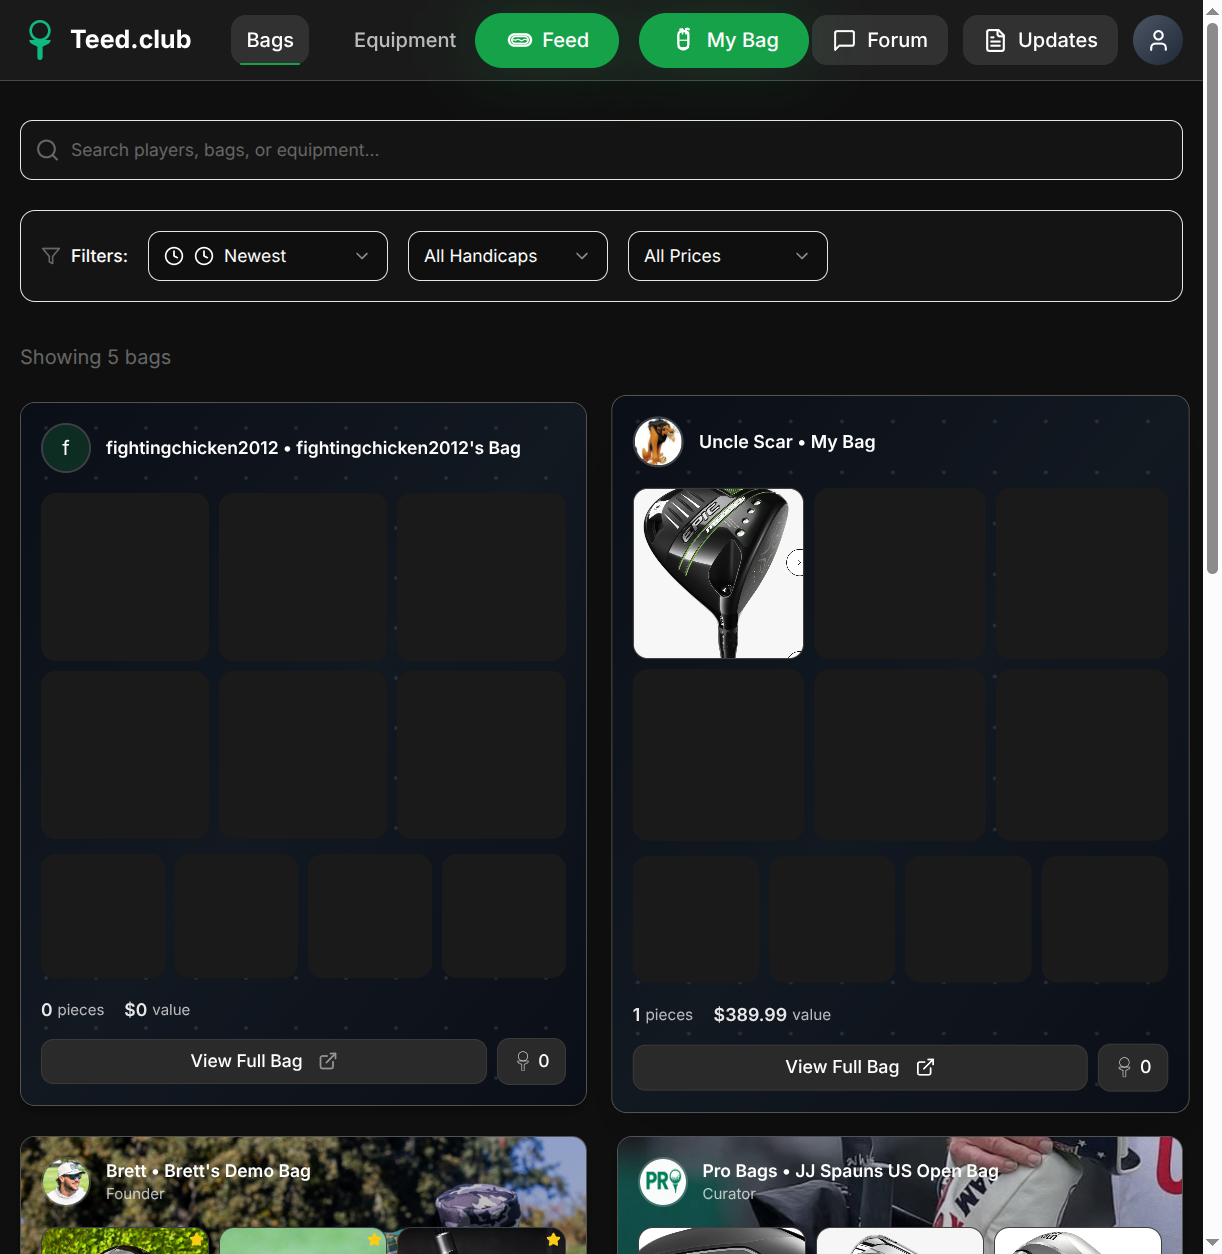 Teed.club
Bags
Equipment
Feed
My Bag
Forum
Updates
Search players, bags, or equipment...
Filters:
Newest
All Handicaps
All Prices
Showing 5 bags
f
fightingchicken2012 • fightingchicken2012's Bag
0 pieces $0 value
View Full Bag
0
Uncle Scar • My Bag
EPIC
1 pieces $389.99 value
View Full Bag
0
Brett • Brett's Demo Bag
Founder
PRO
Pro Bags • JJ Spauns US Open Bag
Curator